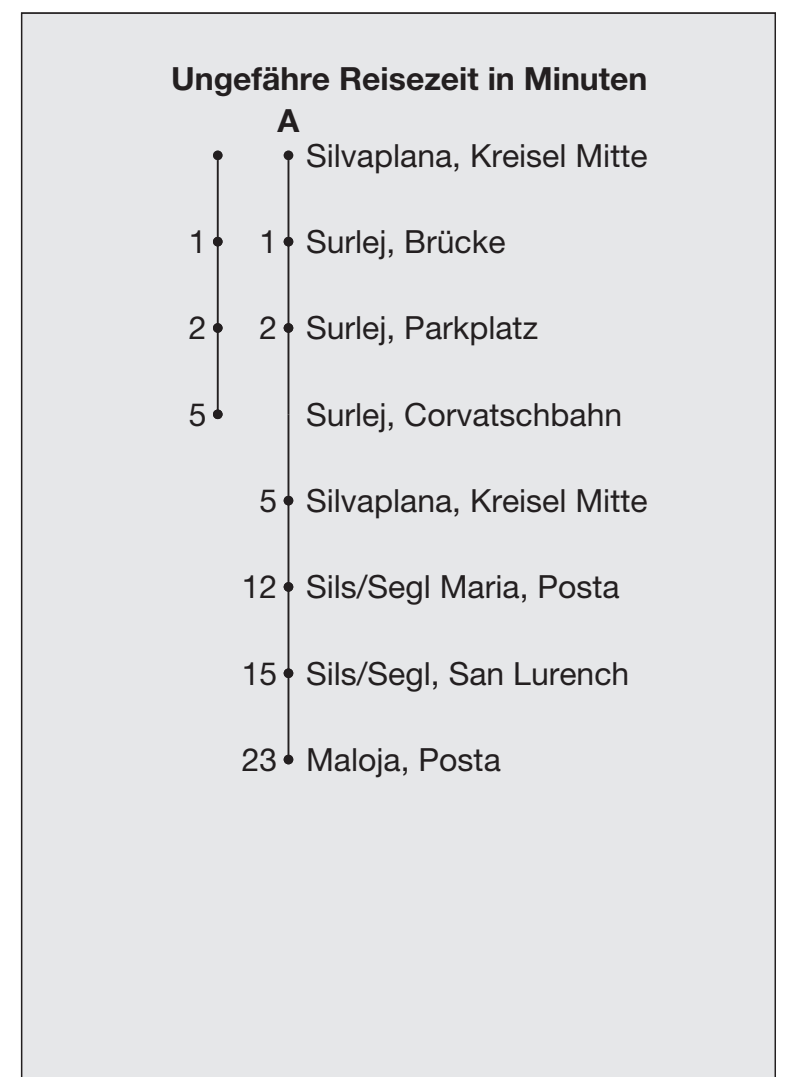 Ungefähre Reisezeit in Minuten
A
Silvaplana, Kreisel Mitte
1 1 Surlej, Brücke
2 2 Surlej, Parkplatz
5 Surlej, Corvatschbahn
5 Silvaplana, Kreisel Mitte
12 Sils/Segl Maria, Posta
15 Sils/Segl, San Lurench
23 Maloja, Posta